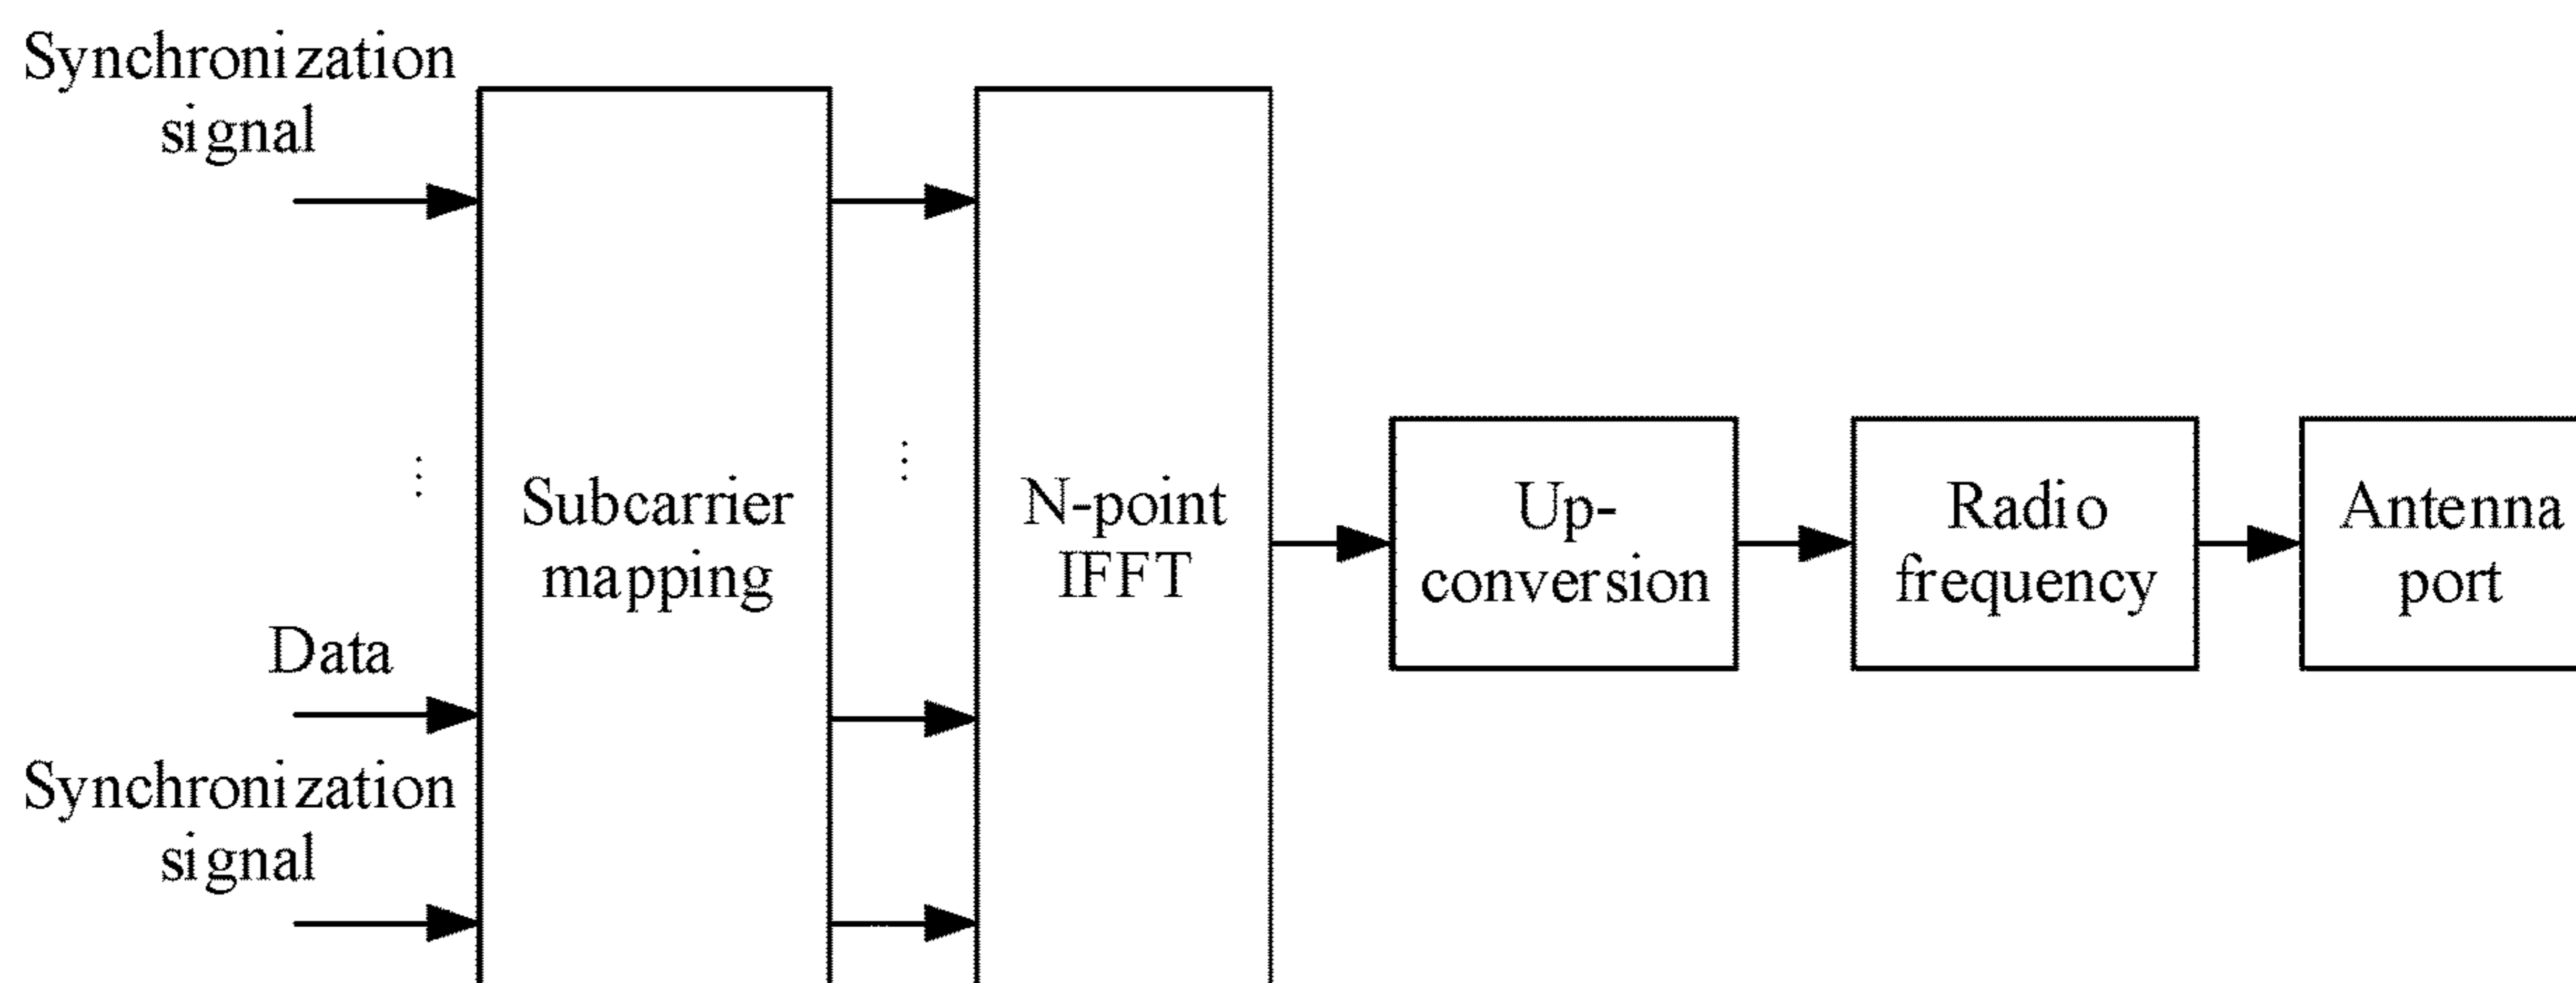 Synchronization
signal
⋮
⋮
Subcarrier
mapping
N-point
IFFT
Up-
conversion
Radio
frequency
Antenna
port
Data
Synchronization
signal